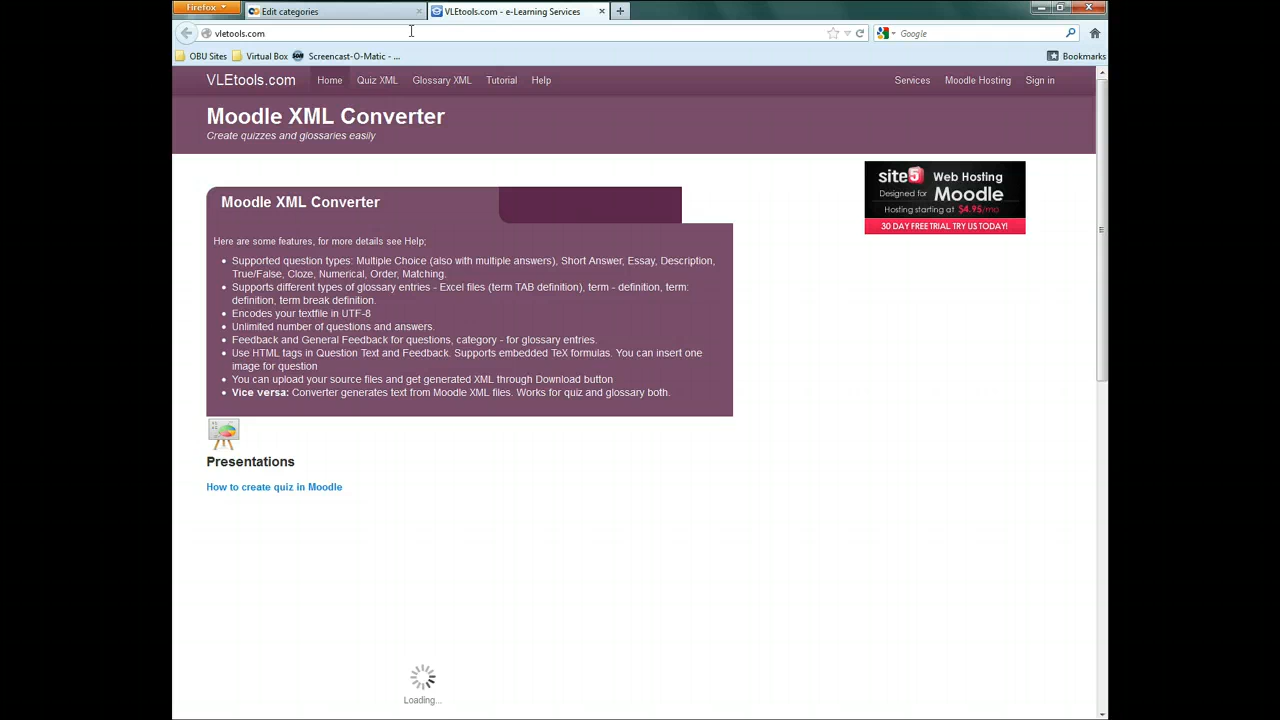 Firefox
Edit categories
VLEtools.com - e-Learning Services
vletools.com
Google
OBU Sites
Virtual Box
Screencast-O-Matic - ...
Bookmarks
VLEtools.com
Home
Quiz XML
Glossary XML
Tutorial
Help
Services
Moodle Hosting
Sign in
Moodle XML Converter
Create quizzes and glossaries easily
site5 Web Hosting
Designed for Moodle
Hosting starting at $4.95/mo
30 DAY FREE TRIAL. TRY US TODAY!
Moodle XML Converter
Here are some features, for more details see Help;
Supported question types: Multiple Choice (also with multiple answers), Short Answer, Essay, Description,
True/False, Cloze, Numerical, Order, Matching.
Supports different types of glossary entries - Excel files (term TAB definition), term - definition, term:
definition, term break definition.
Encodes your textfile in UTF-8
Unlimited number of questions and answers.
Feedback and General Feedback for questions, category - for glossary entries.
Use HTML tags in Question Text and Feedback. Supports embedded TeX formulas. You can insert one
image for question
You can upload your source files and get generated XML through Download button
Vice versa: Converter generates text from Moodle XML files. Works for quiz and glossary both.
Presentations
How to create quiz in Moodle
Loading...